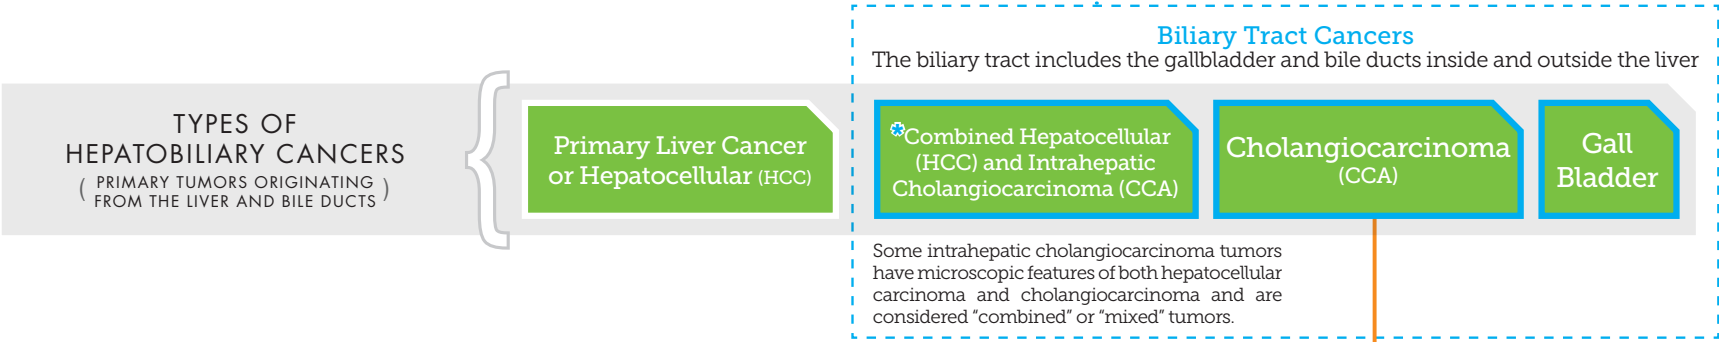 Biliary Tract Cancers
The biliary tract includes the gallbladder and bile ducts inside and outside the liver
TYPES OF
HEPATOBILIARY CANCERS
( PRIMARY TUMORS ORIGINATING
FROM THE LIVER AND BILE DUCTS )
Primary Liver Cancer
or Hepatocellular (HCC)
*Combined Hepatocellular
(HCC) and Intrahepatic
Cholangiocarcinoma (CCA)
Cholangiocarcinoma
(CCA)
Gall
Bladder
Some intrahepatic cholangiocarcinoma tumors
have microscopic features of both hepatocellular
carcinoma and cholangiocarcinoma and are
considered “combined” or “mixed” tumors.